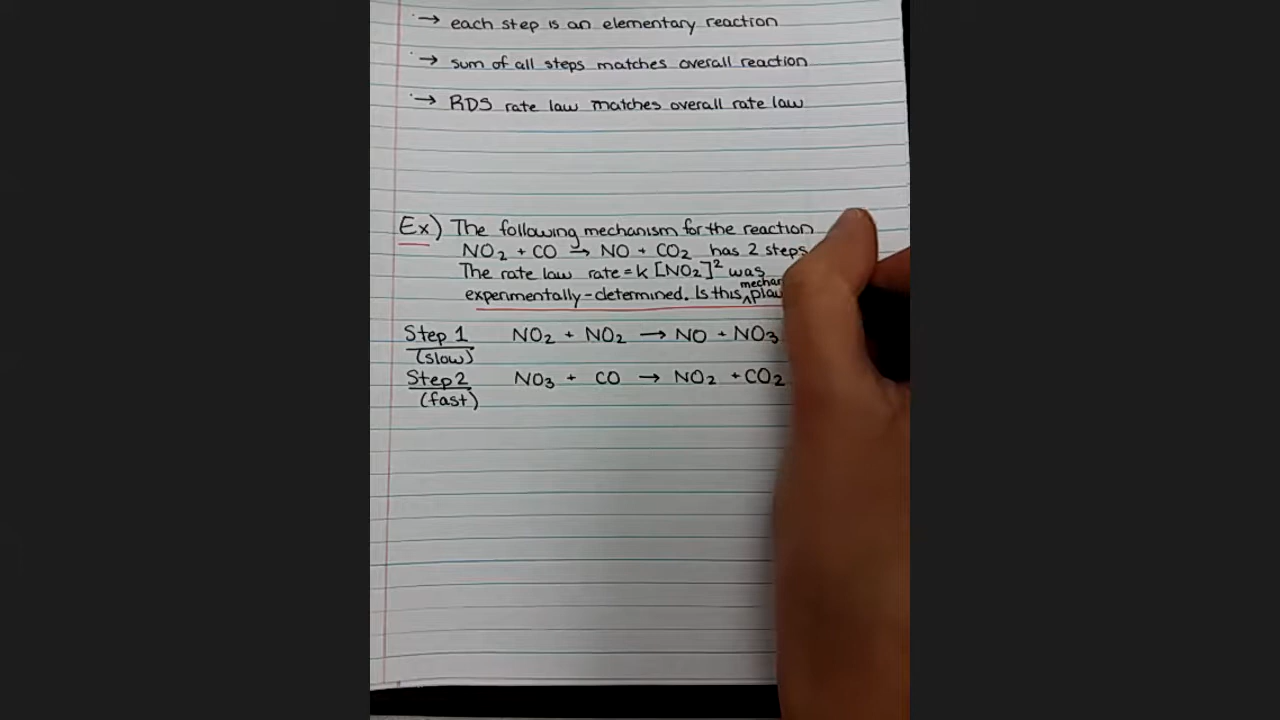 → each step is an elementary reaction
→ sum of all steps matches overall reaction
→ RDS rate law matches overall rate law
Ex) The following mechanism for the reaction
NO₂ + CO → NO + CO₂ has 2 steps
The rate law rate = k [NO₂]² was
experimentally-determined. Is this
Step 1 NO₂ + NO₂ → NO + NO₃
(slow)
Step 2 NO₃ + CO → NO₂ + CO₂
(fast)